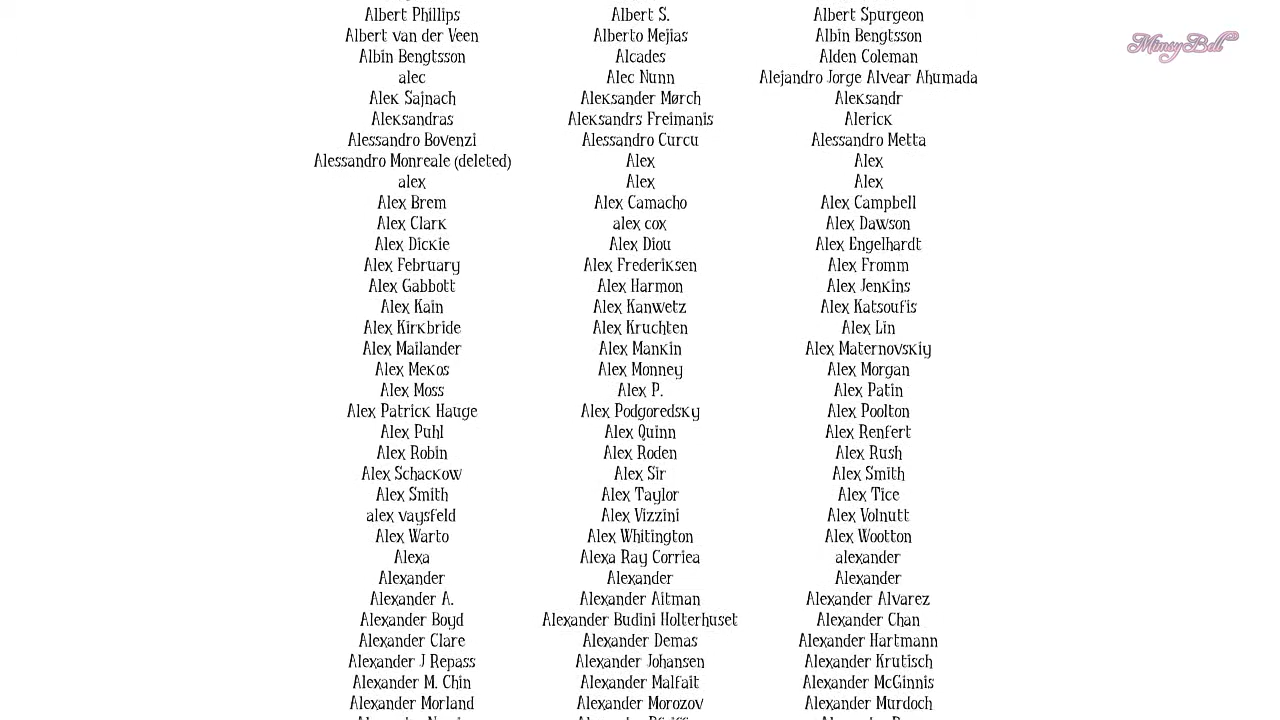 Albert Phillips Albert S. Albert Spurgeon
MimsyBell
Albert van der Veen Alberto Mejias Albin Bengtsson
Albin Bengtsson Alcades Alden Coleman
alec Alec Nunn Alejandro Jorge Alvear Ahumada
Alek Sajnach Aleksander Mørch Aleksandr
Aleksandras Aleksandrs Freimanis Alerick
Alessandro Bovenzi Alessandro Curcu Alessandro Metta
Alessandro Monreale (deleted) Alex Alex
alex Alex Alex
Alex Brem Alex Camacho Alex Campbell
Alex Clark alex cox Alex Dawson
Alex Dickie Alex Diou Alex Engelhardt
Alex February Alex Frederiksen Alex Fromm
Alex Gabbott Alex Harmon Alex Jenkins
Alex Kain Alex Kanwetz Alex Katsoufis
Alex Kirkbride Alex Kruchten Alex Lin
Alex Mailander Alex Mankin Alex Maternovskiy
Alex Mekos Alex Monney Alex Morgan
Alex Moss Alex P. Alex Patin
Alex Patrick Hauge Alex Podgoredsky Alex Poolton
Alex Puhl Alex Quinn Alex Renfert
Alex Robin Alex Roden Alex Rush
Alex Schackow Alex Sir Alex Smith
Alex Smith Alex Taylor Alex Tice
alex vaysfeld Alex Vizzini Alex Volnutt
Alex Warto Alex Whitington Alex Wootton
Alexa Alexa Ray Corriea alexander
Alexander Alexander Alexander
Alexander A. Alexander Aitman Alexander Alvarez
Alexander Boyd Alexander Budini Holterhuset Alexander Chan
Alexander Clare Alexander Demas Alexander Hartmann
Alexander J Repass Alexander Johansen Alexander Krutisch
Alexander M. Chin Alexander Malfait Alexander McGinnis
Alexander Morland Alexander Morozov Alexander Murdoch